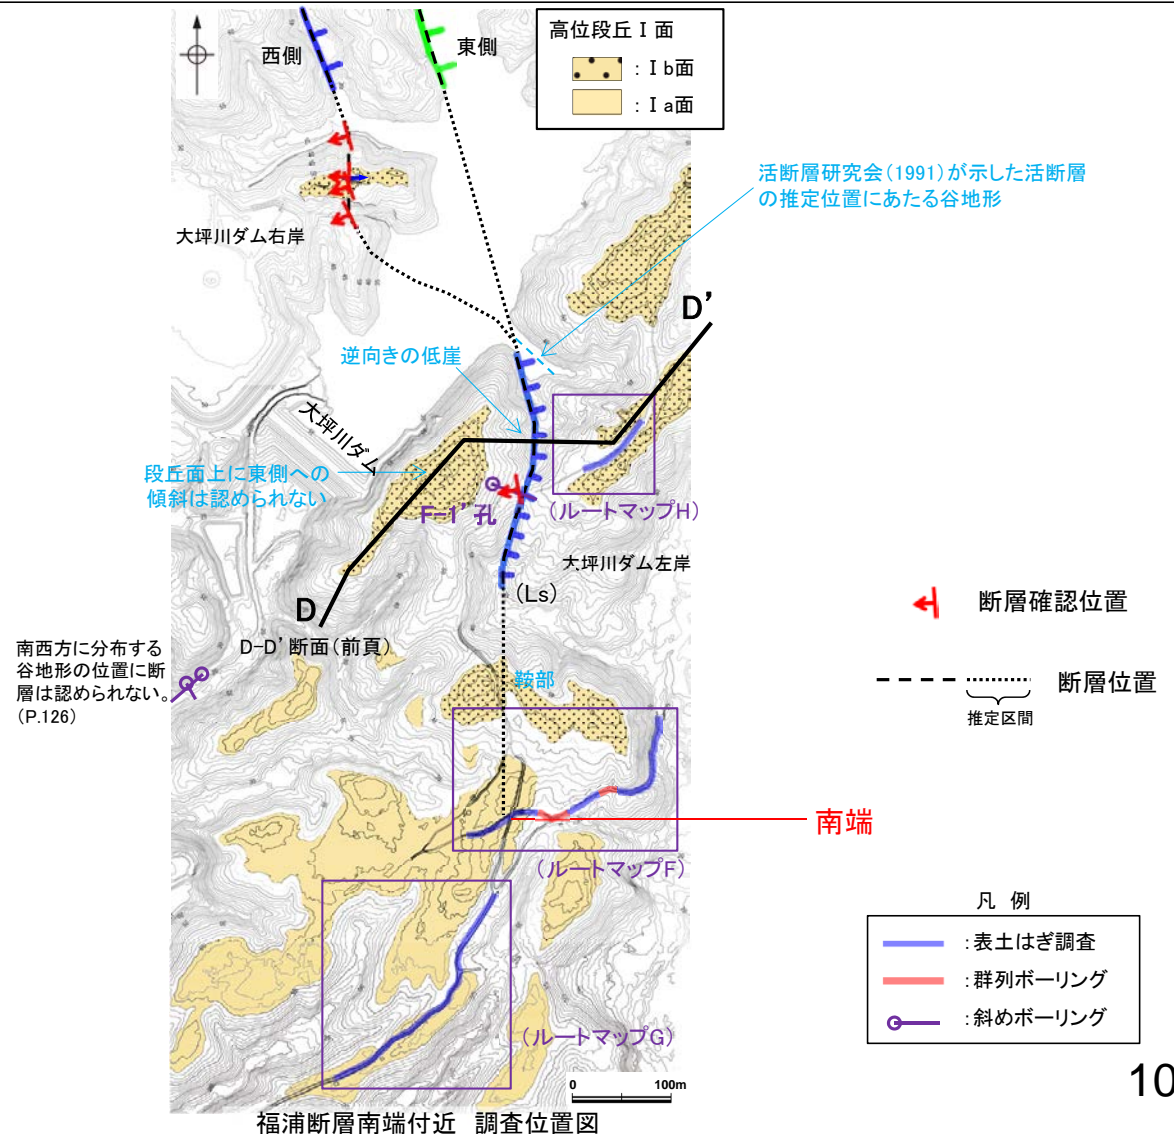 西側
東側
高位段丘Ⅰ面
：Ⅰb面
：Ⅰa面
活断層研究会(1991)が示した活断層
の推定位置にあたる谷地形
大坪川ダム右岸
D’
逆向きの低崖
大坪川ダム
段丘面上に東側への
傾斜は認められない
F-1’孔
(ルートマップH)
大坪川ダム左岸
(Ls)
D
D-D’断面(前頁)
南西方に分布する
谷地形の位置に断
層は認められない。
(P.126)
鞍部
断層確認位置
断層位置
推定区間
南端
(ルートマップF)
(ルートマップG)
凡 例
：表土はぎ調査
：群列ボーリング
：斜めボーリング
0 100m
福浦断層南端付近 調査位置図
10